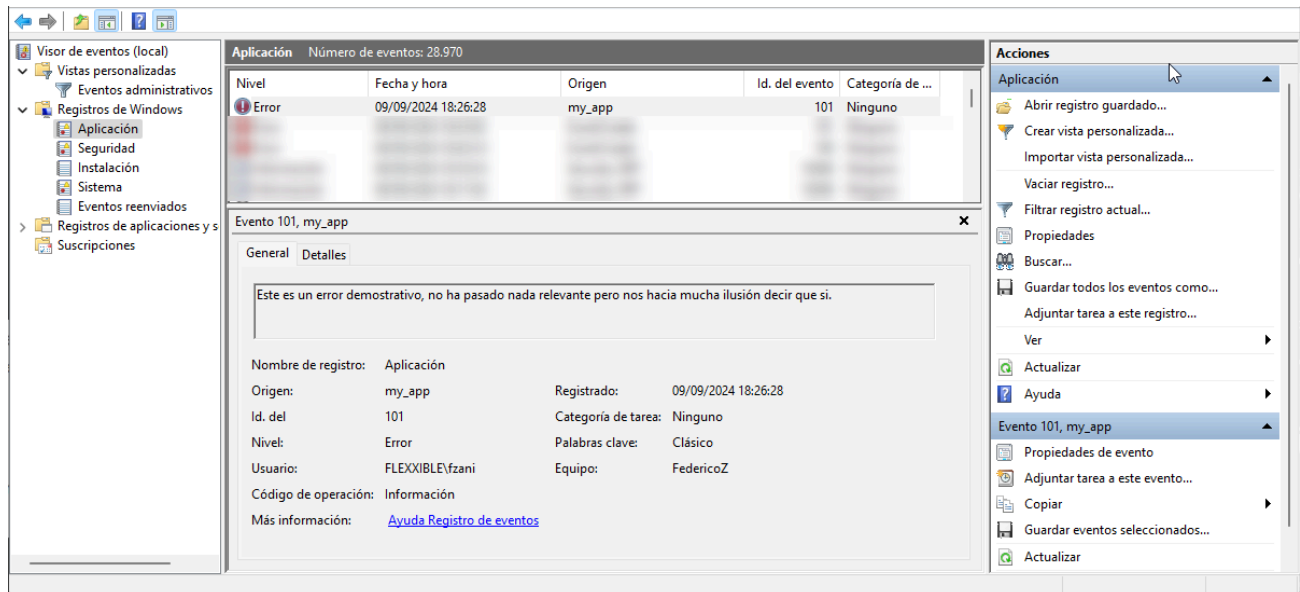 Visor de eventos (local)
Vistas personalizadas
Eventos administrativos
Registros de Windows
Aplicación
Seguridad
Instalación
Sistema
Eventos reenviados
Registros de aplicaciones y s
Suscripciones
Aplicación Número de eventos: 28.970
Nivel Fecha y hora Origen Id. del evento Categoría de ...
Error 09/09/2024 18:26:28 my_app 101 Ninguno
Evento 101, my_app
General Detalles
Este es un error demostrativo, no ha pasado nada relevante pero nos hacia mucha ilusión decir que si.
Nombre de registro: Aplicación
Origen: my_app Registrado: 09/09/2024 18:26:28
Id. del 101 Categoría de tarea: Ninguno
Nivel: Error Palabras clave: Clásico
Usuario: FLEXXIBLE\fzani Equipo: FedericoZ
Código de operación: Información
Más información: Ayuda Registro de eventos
Acciones
Aplicación
Abrir registro guardado...
Crear vista personalizada...
Importar vista personalizada...
Vaciar registro...
Filtrar registro actual...
Propiedades
Buscar...
Guardar todos los eventos como...
Adjuntar tarea a este registro...
Ver
Actualizar
Ayuda
Evento 101, my_app
Propiedades de evento
Adjuntar tarea a este evento...
Copiar
Guardar eventos seleccionados...
Actualizar